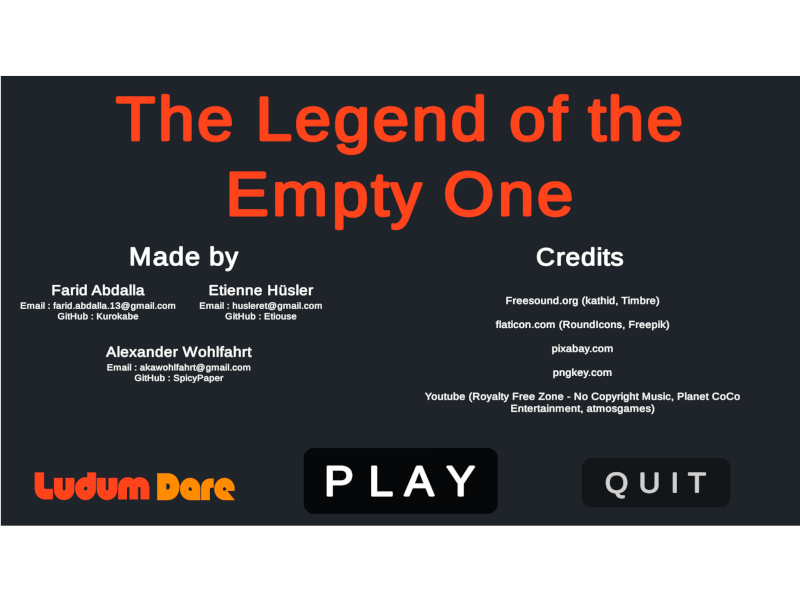 The Legend of the
Empty One
Made by
Farid Abdalla
Email : farid.abdalla.13@gmail.com
GitHub : Kurokabe
Etienne Hüsler
Email : husleret@gmail.com
GitHub : Etiouse
Alexander Wohlfahrt
Email : akawohlfahrt@gmail.com
GitHub : SpicyPaper
Credits
Freesound.org (kathid, Timbre)
flaticon.com (RoundIcons, Freepik)
pixabay.com
pngkey.com
Youtube (Royalty Free Zone - No Copyright Music, Planet CoCo
Entertainment, atmosgames)
Ludum Dare
PLAY
QUIT